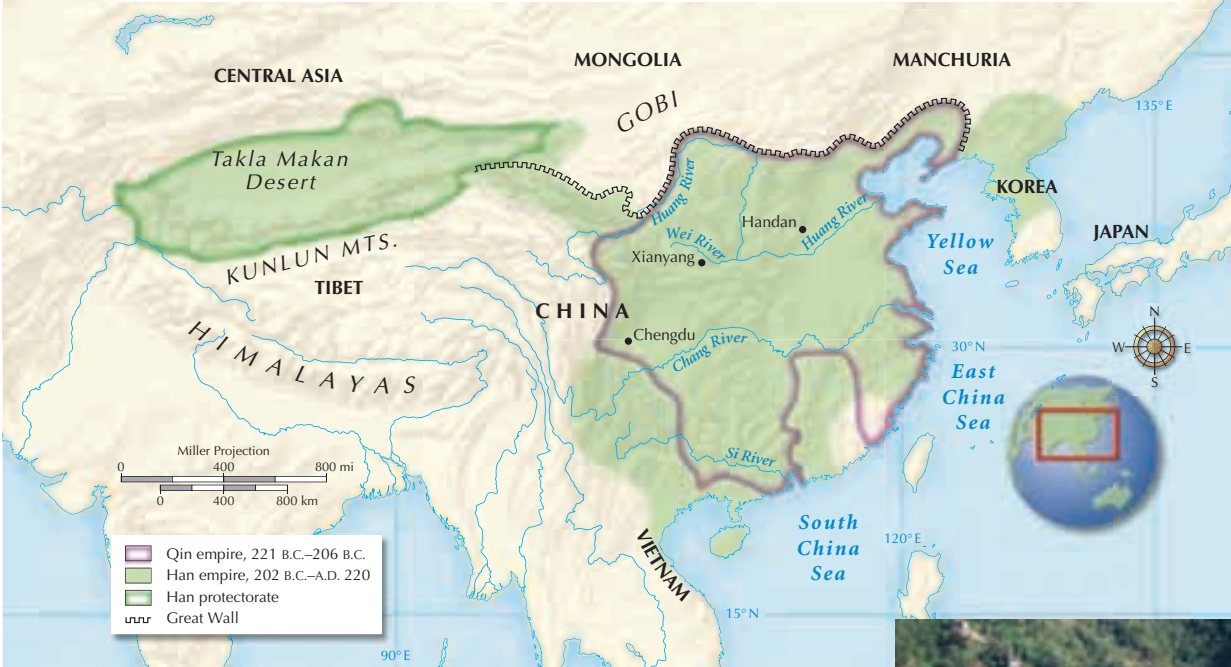 CENTRAL ASIA
MONGOLIA
MANCHURIA
GOBI
135°E
Takla Makan
Desert
Huang River
KOREA
Handan
Huang River
Wei River
Xianyang
Yellow
Sea
JAPAN
KUNLUN MTS.
TIBET
CHINA
HIMALAYAS
Chengdu
Chang River
N
W
E
S
30°N
East
China
Sea
Miller Projection
0 400 800 mi
0 400 800 km
Si River
South
China
Sea
120°E
VIETNAM
Qin empire, 221 B.C.–206 B.C.
Han empire, 202 B.C.–A.D. 220
Han protectorate
Great Wall
15°N
90°E